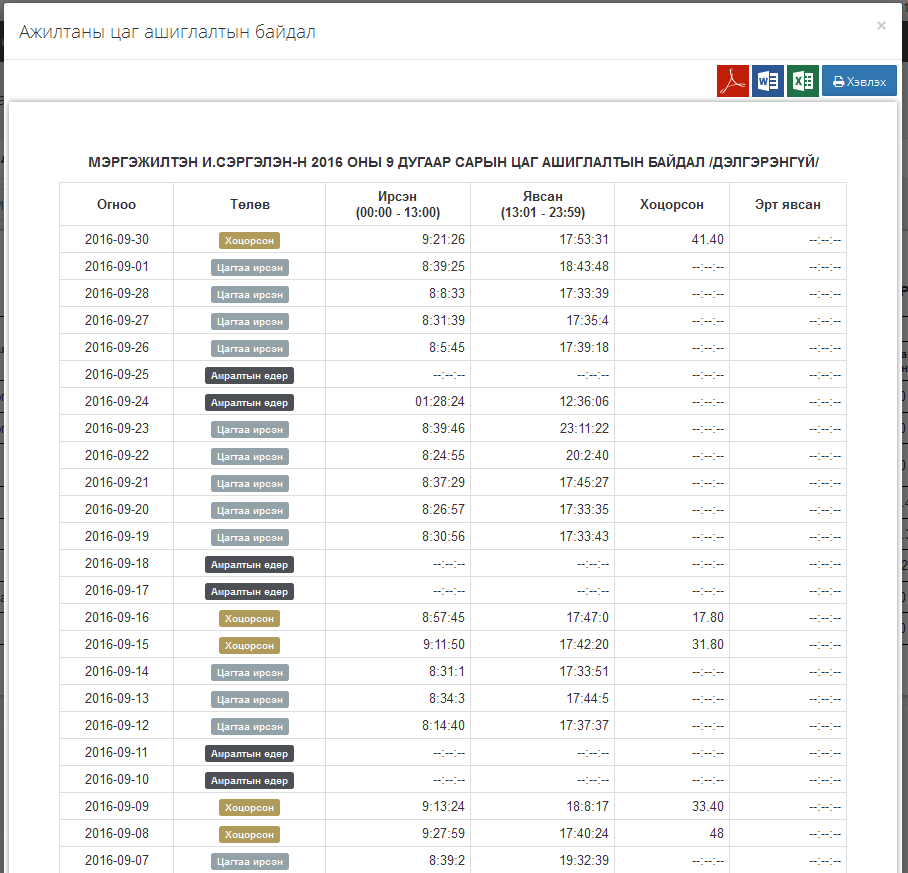 Ажилтаны цаг ашиглалтын байдал
×
Хэвлэх
МЭРГЭЖИЛТЭН И.СЭРГЭЛЭН-Н 2016 ОНЫ 9 ДУГААР САРЫН ЦАГ АШИГЛАЛТЫН БАЙДАЛ /ДЭЛГЭРЭНГҮЙ/
Огноо Төлөв Ирсэн (00:00 - 13:00) Явсан (13:01 - 23:59) Хоцорсон Эрт явсан
2016-09-30 Хоцорсон 9:21:26 17:53:31 41.40 --:--:--
2016-09-01 Цагтаа ирсэн 8:39:25 18:43:48 --:--:-- --:--:--
2016-09-28 Цагтаа ирсэн 8:8:33 17:33:39 --:--:-- --:--:--
2016-09-27 Цагтаа ирсэн 8:31:39 17:35:4 --:--:-- --:--:--
2016-09-26 Цагтаа ирсэн 8:5:45 17:39:18 --:--:-- --:--:--
2016-09-25 Амралтын өдөр --:--:-- --:--:-- --:--:-- --:--:--
2016-09-24 Амралтын өдөр 01:28:24 12:36:06 --:--:-- --:--:--
2016-09-23 Цагтаа ирсэн 8:39:46 23:11:22 --:--:-- --:--:--
2016-09-22 Цагтаа ирсэн 8:24:55 20:2:40 --:--:-- --:--:--
2016-09-21 Цагтаа ирсэн 8:37:29 17:45:27 --:--:-- --:--:--
2016-09-20 Цагтаа ирсэн 8:26:57 17:33:35 --:--:-- --:--:--
2016-09-19 Цагтаа ирсэн 8:30:56 17:33:43 --:--:-- --:--:--
2016-09-18 Амралтын өдөр --:--:-- --:--:-- --:--:-- --:--:--
2016-09-17 Амралтын өдөр --:--:-- --:--:-- --:--:-- --:--:--
2016-09-16 Хоцорсон 8:57:45 17:47:0 17.80 --:--:--
2016-09-15 Хоцорсон 9:11:50 17:42:20 31.80 --:--:--
2016-09-14 Цагтаа ирсэн 8:31:1 17:33:51 --:--:-- --:--:--
2016-09-13 Цагтаа ирсэн 8:34:3 17:44:5 --:--:-- --:--:--
2016-09-12 Цагтаа ирсэн 8:14:40 17:37:37 --:--:-- --:--:--
2016-09-11 Амралтын өдөр --:--:-- --:--:-- --:--:-- --:--:--
2016-09-10 Амралтын өдөр --:--:-- --:--:-- --:--:-- --:--:--
2016-09-09 Хоцорсон 9:13:24 18:8:17 33.40 --:--:--
2016-09-08 Хоцорсон 9:27:59 17:40:24 48 --:--:--
2016-09-07 Цагтаа ирсэн 8:39:2 19:32:39 --:--:-- --:--:--